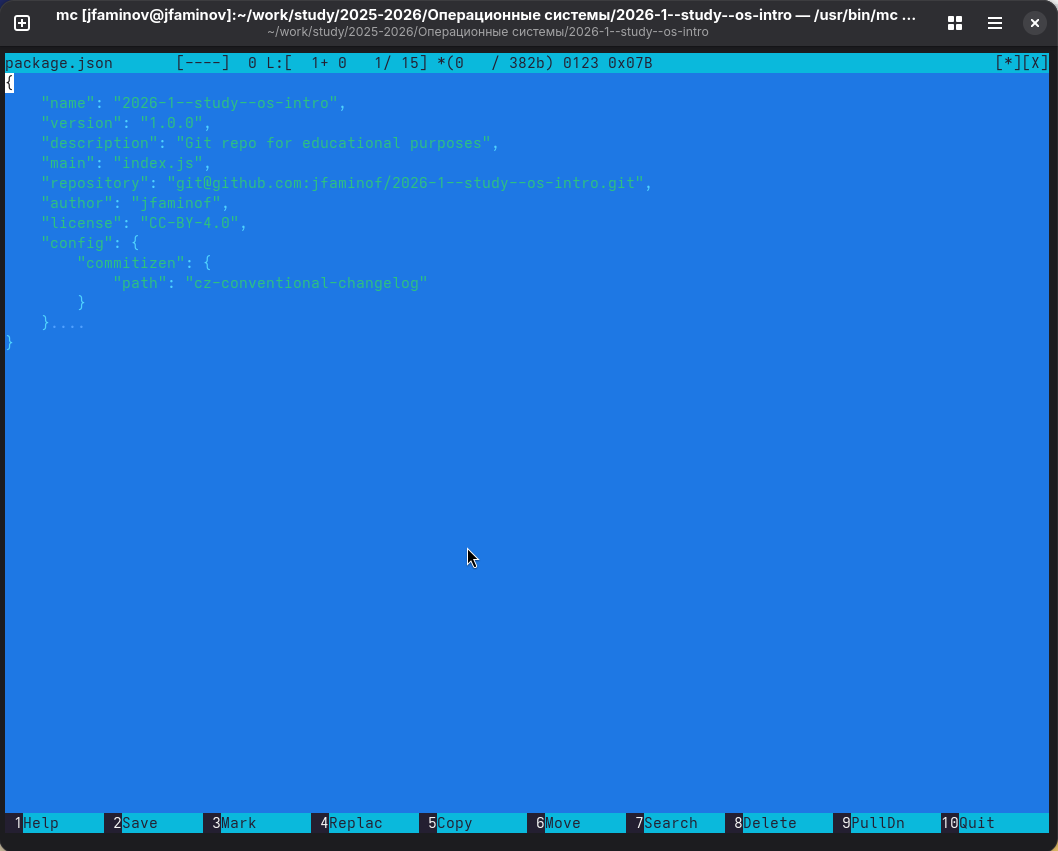 mc [jfaminov@jfaminov]:~/work/study/2025-2026/Операционные системы/2026-1--study--os-intro — /usr/bin/mc ...
~/work/study/2025-2026/Операционные системы/2026-1--study--os-intro
package.json       [----]  0 L:[  1+ 0   1/ 15] *(0   / 382b) 0123 0x07B                                      [*][X]
{
    "name": "2026-1--study--os-intro",
    "version": "1.0.0",
    "description": "Git repo for educational purposes",
    "main": "index.js",
    "repository": "git@github.com:jfaminof/2026-1--study--os-intro.git",
    "author": "jfaminof",
    "license": "CC-BY-4.0",
    "config": {
        "commitizen": {
            "path": "cz-conventional-changelog"
        }
    }....
}
1Help 2Save 3Mark 4Replac 5Copy 6Move 7Search 8Delete 9PullDn 10Quit